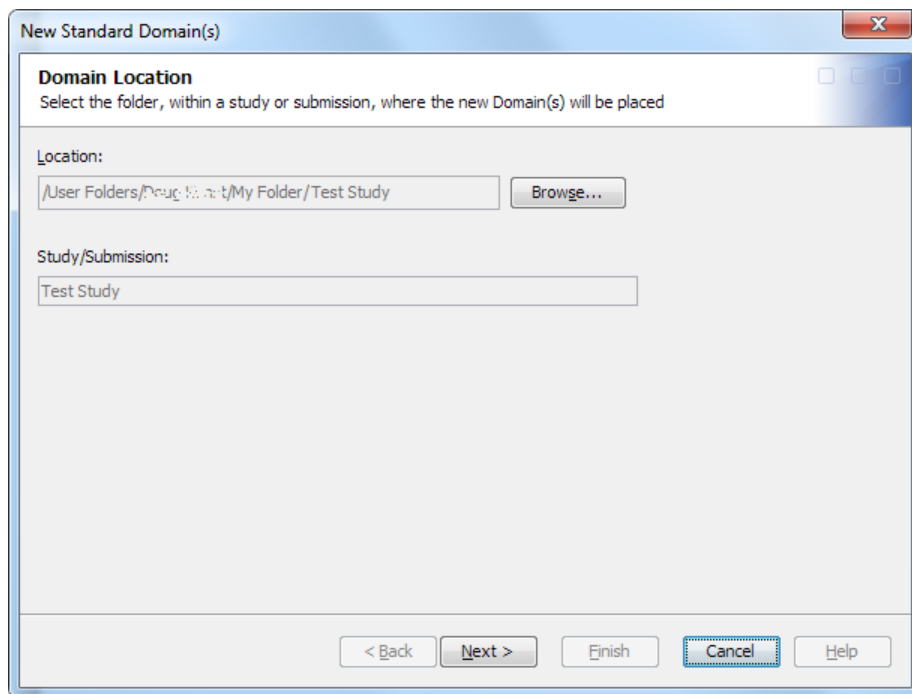 New Standard Domain(s)
X
Domain Location
Select the folder, within a study or submission, where the new Domain(s) will be placed
Location:
/User Folders/Doug /My Folder/Test Study
Browse...
Study/Submission:
Test Study
< Back Next > Finish Cancel Help